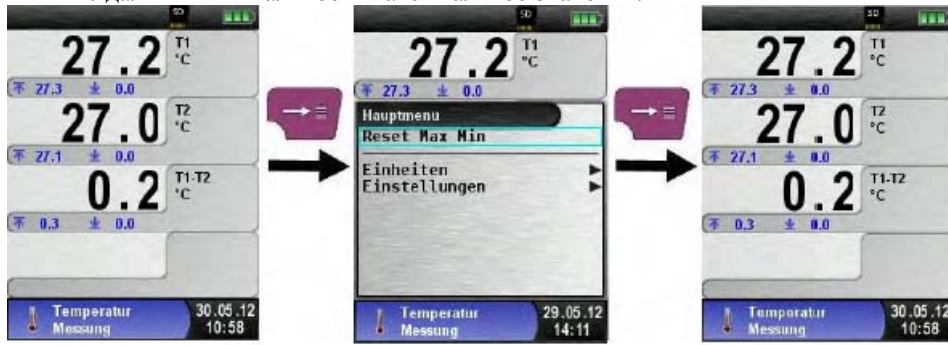 SD
27.2 T1
°C
27.3 0.0
27.0 T2
°C
27.1 0.0
0.2 T1-T2
°C
0.3 0.0
Temperatur
Messung
30.05.12
10:58
SD
27.2 T1
°C
27.3 0.0
Hauptmenu
Reset Max Min
Einheiten
Einstellungen
Temperatur
Messung
29.05.12
14:11
SD
27.2 T1
°C
27.3 0.0
27.0 T2
°C
27.1 0.0
0.2 T1-T2
°C
0.3 0.0
Temperatur
Messung
30.05.12
10:58